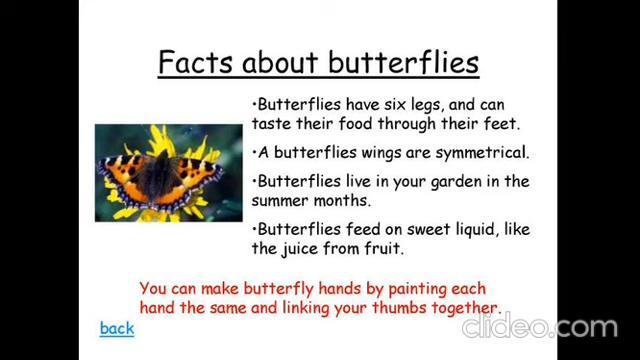 Facts about butterflies
•Butterflies have six legs, and can
taste their food through their feet.
•A butterflies wings are symmetrical.
•Butterflies live in your garden in the
summer months.
•Butterflies feed on sweet liquid, like
the juice from fruit.
You can make butterfly hands by painting each
hand the same and linking your thumbs together.
back
clideo.com